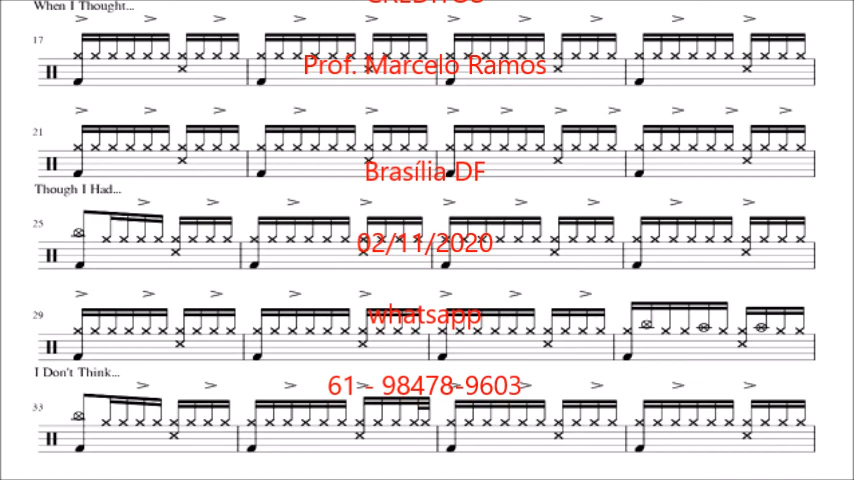 CRÉDITOS
When I Thought...
17
Prof. Marcelo Ramos
21
Brasília DF
Though I Had...
25
02/11/2020
29
whatsapp
I Don't Think...
61 - 98478-9603
33